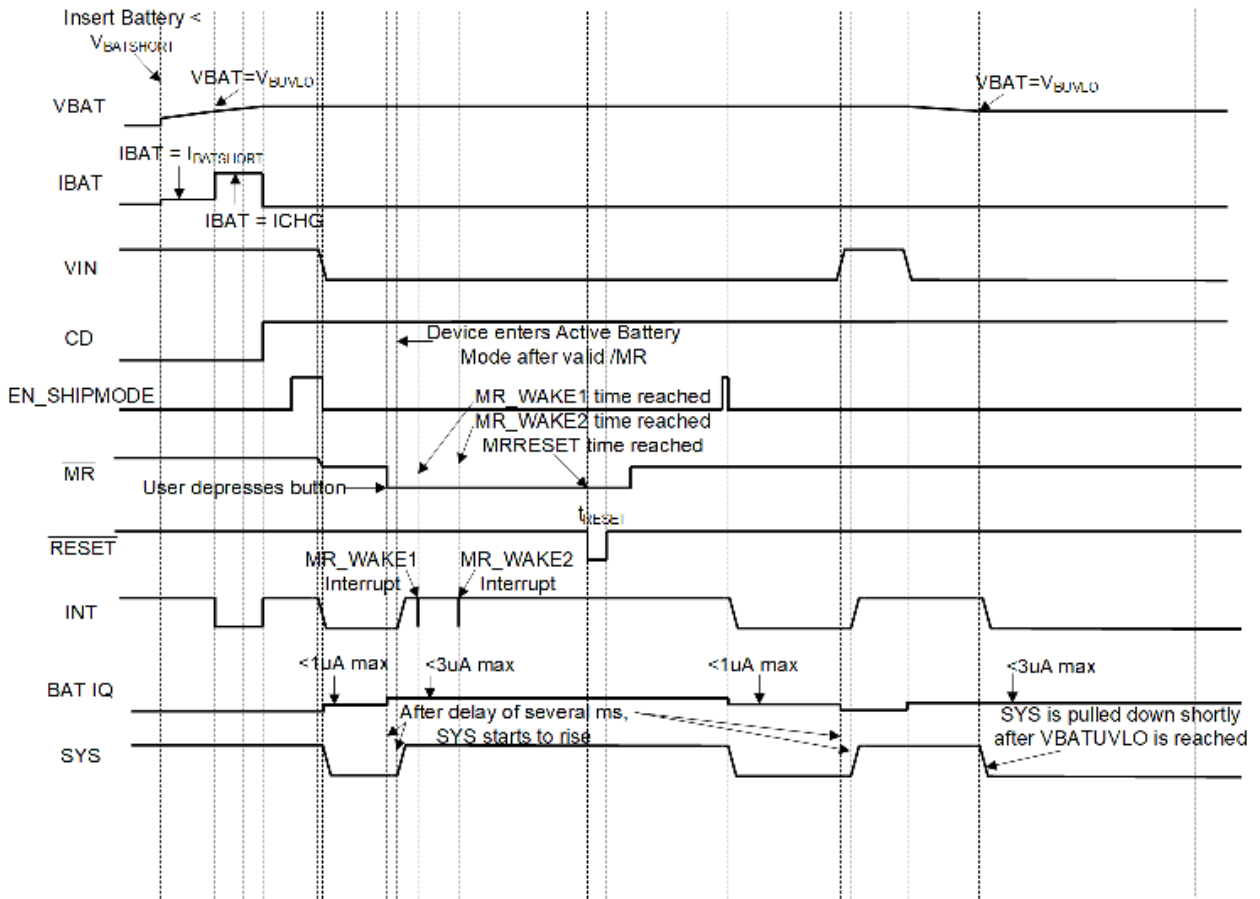 Insert Battery <
VBATSHORT
VBAT=VBUVLO
VBAT=VBUVLO
VBAT
IBAT = IBATSHORT
IBAT
IBAT = ICHG
VIN
CD
Device enters Active Battery
Mode after valid /MR
EN_SHIPMODE
MR_WAKE1 time reached
MR_WAKE2 time reached
MRRESET time reached
MR
User depresses button
tRESET
RESET
MR_WAKE1
Interrupt
MR_WAKE2
Interrupt
INT
<1uA max
<3uA max
<1uA max
<3uA max
BAT IQ
After delay of several ms,
SYS starts to rise
SYS is pulled down shortly
after VBATUVLO is reached
SYS